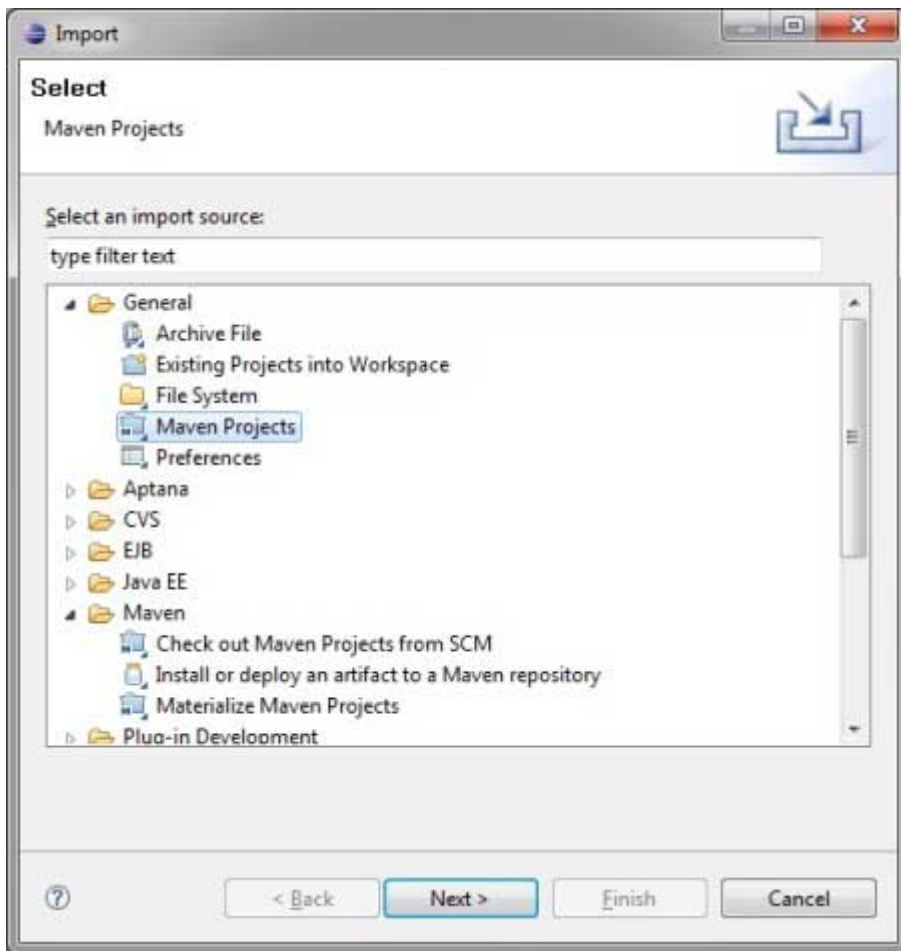 Import
Select
Maven Projects
Select an import source:
type filter text
General
Archive File
Existing Projects into Workspace
File System
Maven Projects
Preferences
Aptana
CVS
EJB
Java EE
Maven
Check out Maven Projects from SCM
Install or deploy an artifact to a Maven repository
Materialize Maven Projects
Plug-in Development
? < Back Next > Finish Cancel